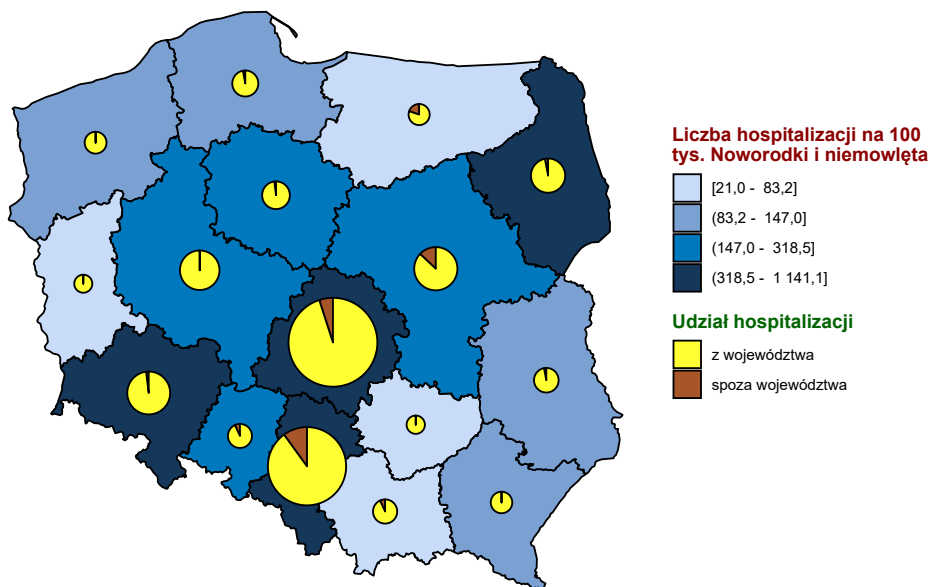 Liczba hospitalizacji na 100
tys. Noworodki i niemowlęta
[21,0 - 83,2]
(83,2 - 147,0]
(147,0 - 318,5]
(318,5 - 1 141,1]
Udział hospitalizacji
z województwa
spoza województwa